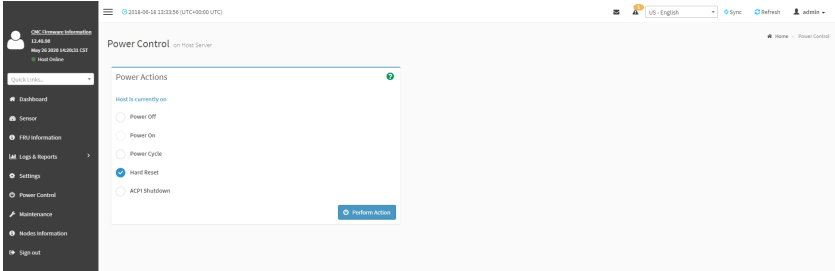 CMC Firmware Information
12.40.00
May 26 2020 14:20:31 CST
Host Online
Quick Links...
Dashboard
Sensor
FRU Information
Logs & Reports
Settings
Power Control
Maintenance
Nodes Information
Sign out
2018-06-18 13:33:56 (UTC+00:00 UTC)
1
US - English
Sync
Refresh
admin
Power Control on Host Server
Home > Power Control
Power Actions
Host is currently on
Power Off
Power On
Power Cycle
Hard Reset
ACPI Shutdown
Perform Action